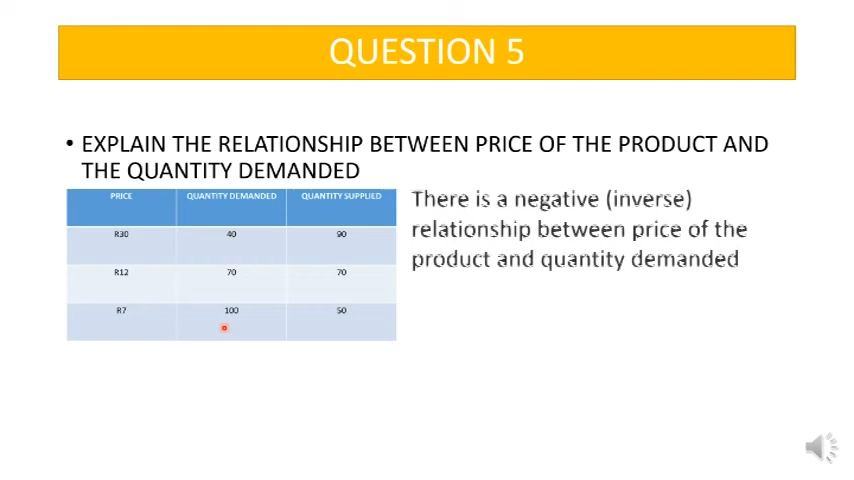 QUESTION 5
• EXPLAIN THE RELATIONSHIP BETWEEN PRICE OF THE PRODUCT AND
THE QUANTITY DEMANDED
PRICE QUANTITY DEMANDED QUANTITY SUPPLIED
R30 40 90
R12 70 70
R7 100 50
There is a negative (inverse)
relationship between price of the
product and quantity demanded